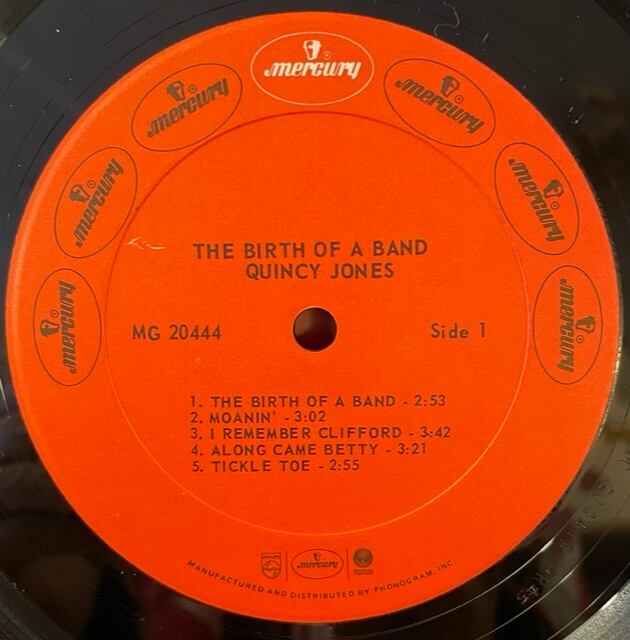 mercury
mercury
mercury
mercury
mercury
mercury
mercury
THE BIRTH OF A BAND
QUINCY JONES
MG 20444
Side 1
1. THE BIRTH OF A BAND - 2:53
2. MOANIN' - 3:02
3. I REMEMBER CLIFFORD - 3:42
4. ALONG CAME BETTY - 3:21
5. TICKLE TOE - 2:55
PHILIPS
mercury
MANUFACTURED AND DISTRIBUTED BY PHONOGRAM, INC